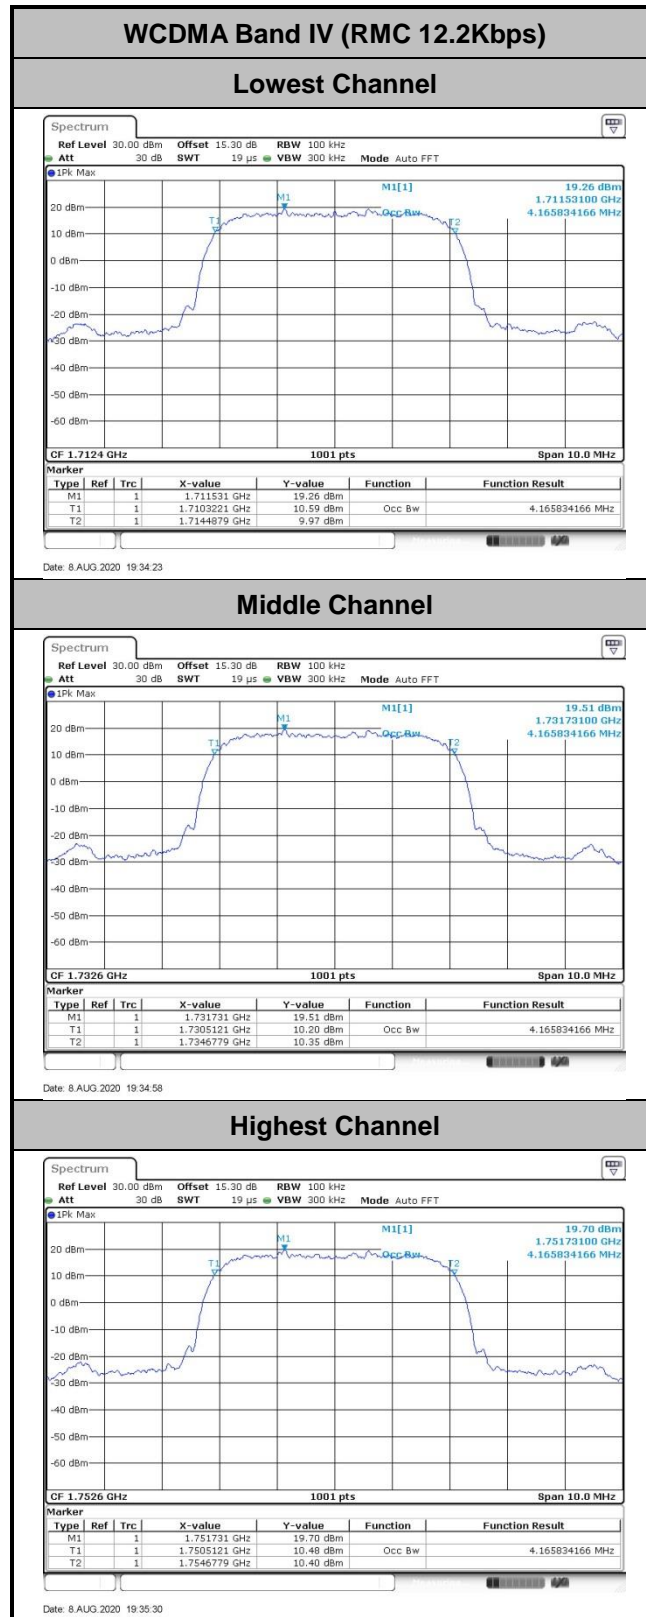 WCDMA Band IV (RMC 12.2Kbps)
Lowest Channel
Spectrum
Ref Level 30.00 dBm Offset 15.30 dB RBW 100 kHz
Att 30 dB SWT 19 µs VBW 300 kHz Mode Auto FFT
1Pk Max
M1[1] 19.26 dBm
1.71153100 GHz
Occ Bw 4.165834166 MHz
M1
T1
T2
20 dBm
10 dBm
0 dBm
-10 dBm
-20 dBm
-30 dBm
-40 dBm
-50 dBm
-60 dBm
CF 1.7124 GHz 1001 pts Span 10.0 MHz
Marker
Type Ref Trc X-value Y-value Function Function Result
M1 1 1.711531 GHz 19.26 dBm
T1 1 1.7103221 GHz 10.59 dBm Occ Bw 4.165834166 MHz
T2 1 1.7144879 GHz 9.97 dBm
Date: 8.AUG.2020 19:34:23
Middle Channel
Spectrum
Ref Level 30.00 dBm Offset 15.30 dB RBW 100 kHz
Att 30 dB SWT 19 µs VBW 300 kHz Mode Auto FFT
1Pk Max
M1[1] 19.51 dBm
1.73173100 GHz
Occ Bw 4.165834166 MHz
M1
T1
T2
20 dBm
10 dBm
0 dBm
-10 dBm
-20 dBm
-30 dBm
-40 dBm
-50 dBm
-60 dBm
CF 1.7326 GHz 1001 pts Span 10.0 MHz
Marker
Type Ref Trc X-value Y-value Function Function Result
M1 1 1.731731 GHz 19.51 dBm
T1 1 1.7305121 GHz 10.20 dBm Occ Bw 4.165834166 MHz
T2 1 1.7346779 GHz 10.35 dBm
Date: 8.AUG.2020 19:34:58
Highest Channel
Spectrum
Ref Level 30.00 dBm Offset 15.30 dB RBW 100 kHz
Att 30 dB SWT 19 µs VBW 300 kHz Mode Auto FFT
1Pk Max
M1[1] 19.70 dBm
1.75173100 GHz
Occ Bw 4.165834166 MHz
M1
T1
T2
20 dBm
10 dBm
0 dBm
-10 dBm
-20 dBm
-30 dBm
-40 dBm
-50 dBm
-60 dBm
CF 1.7526 GHz 1001 pts Span 10.0 MHz
Marker
Type Ref Trc X-value Y-value Function Function Result
M1 1 1.751731 GHz 19.70 dBm
T1 1 1.7505121 GHz 10.48 dBm Occ Bw 4.165834166 MHz
T2 1 1.7546779 GHz 10.40 dBm
Date: 8.AUG.2020 19:35:30